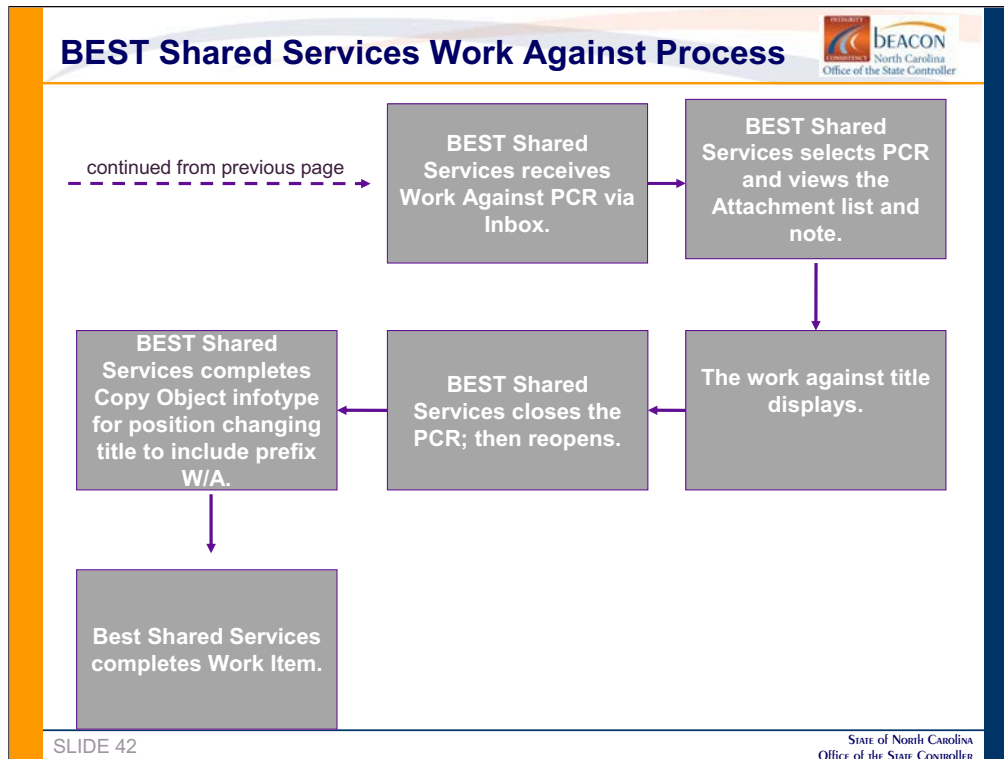 BEST Shared Services Work Against Process
INTEGRITY
CONSISTENCY
bEACON
North Carolina
Office of the State Controller
continued from previous page
BEST Shared
Services receives
Work Against PCR via
Inbox.
BEST Shared
Services selects PCR
and views the
Attachment list and
note.
The work against title
displays.
BEST Shared
Services closes the
PCR; then reopens.
BEST Shared
Services completes
Copy Object infotype
for position changing
title to include prefix
W/A.
Best Shared Services
completes Work Item.
SLIDE 42
State of North Carolina
Office of the State Controller